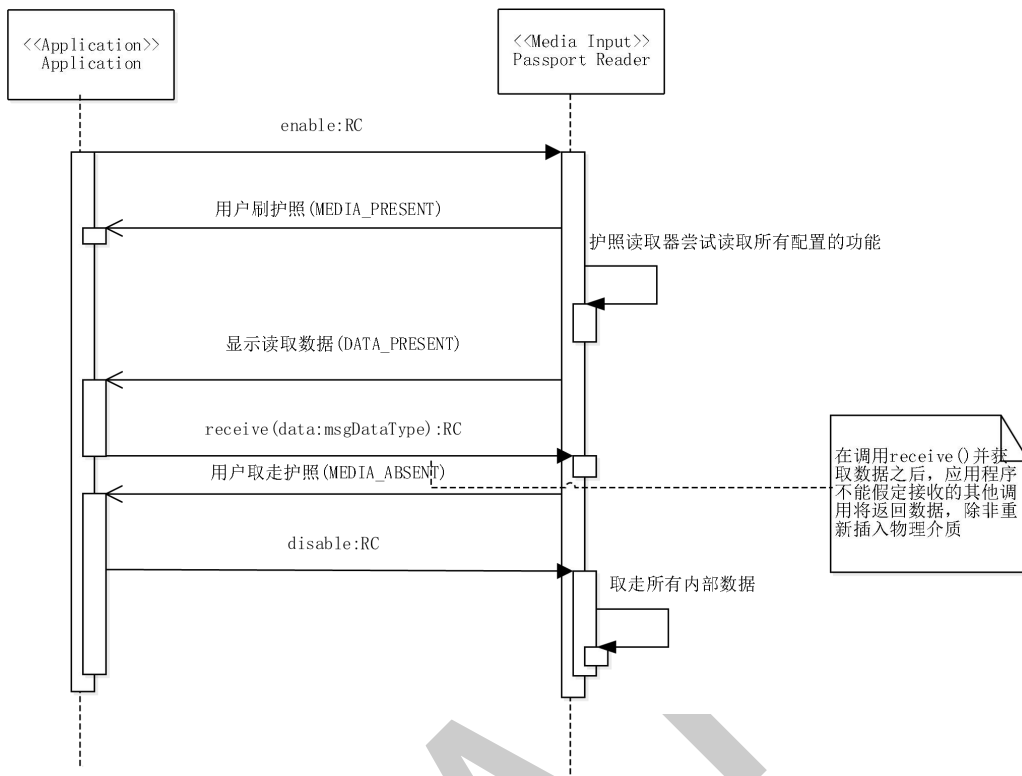 <<Application>>
Application
<<Media Input>>
Passport Reader
enable:RC
用户刷护照(MEDIA_PRESENT)
护照读取器尝试读取所有配置的功能
显示读取数据(DATA_PRESENT)
receive(data:msgDataType):RC
用户取走护照(MEDIA_ABSENT)
在调用receive()并获
取数据之后，应用程序
不能假定接收的其他调
用将返回数据，除非重
新插入物理介质
disable:RC
取走所有内部数据